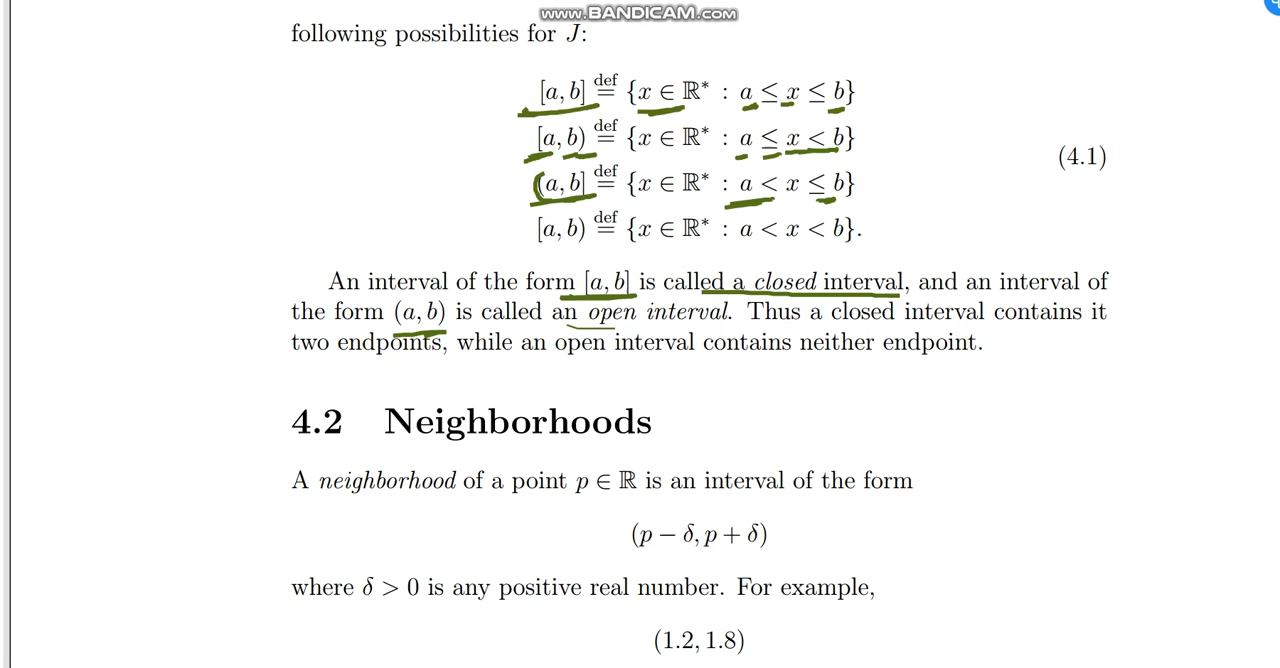 www.BANDICAM.com
following possibilities for J:
[a, b] def= {x ∈ ℝ* : a ≤ x ≤ b}
[a, b) def= {x ∈ ℝ* : a ≤ x < b}
(a, b] def= {x ∈ ℝ* : a < x ≤ b}
[a, b) def= {x ∈ ℝ* : a < x < b}.
(4.1)
An interval of the form [a, b] is called a closed interval, and an interval of
the form (a, b) is called an open interval. Thus a closed interval contains it
two endpoints, while an open interval contains neither endpoint.
4.2 Neighborhoods
A neighborhood of a point p ∈ ℝ is an interval of the form
(p − δ, p + δ)
where δ > 0 is any positive real number. For example,
(1.2, 1.8)